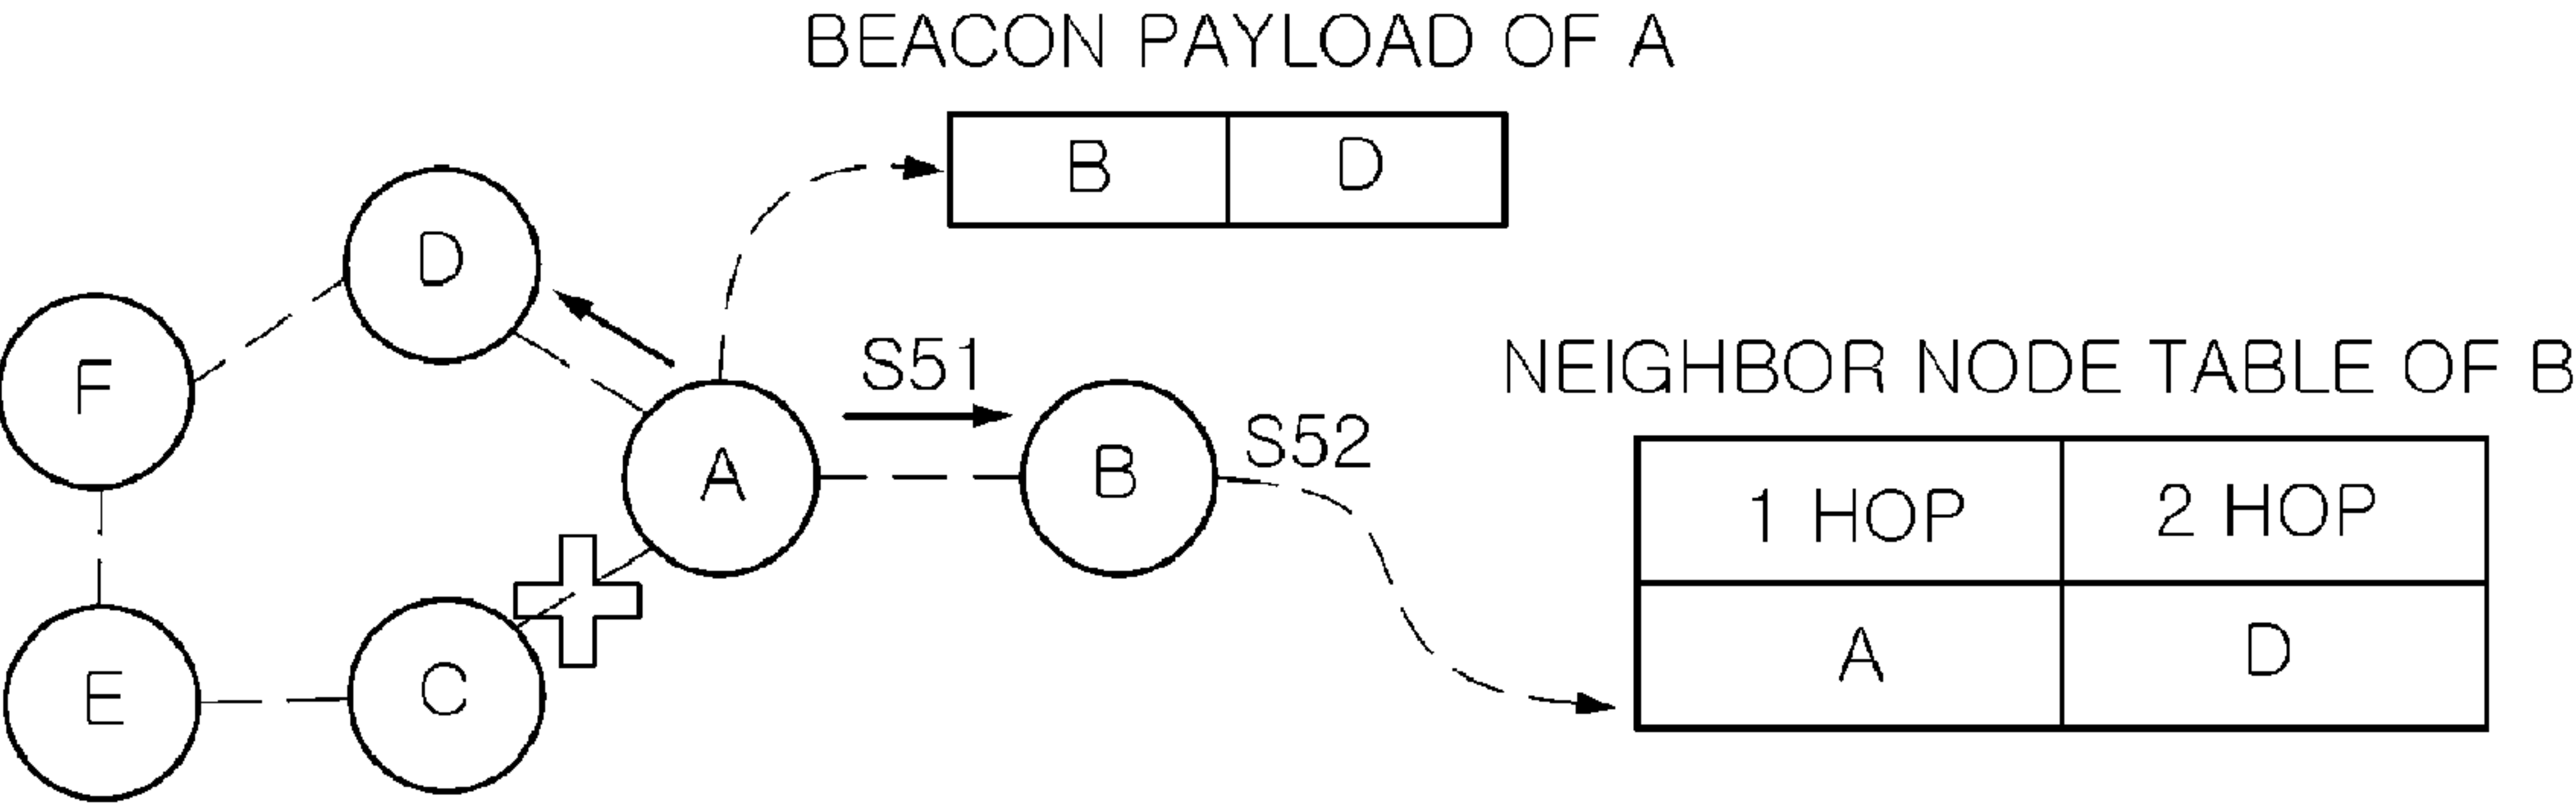 BEACON PAYLOAD OF A
B D
D
F
S51
NEIGHBOR NODE TABLE OF B
A
B
S52
1 HOP 2 HOP
A D
E
C